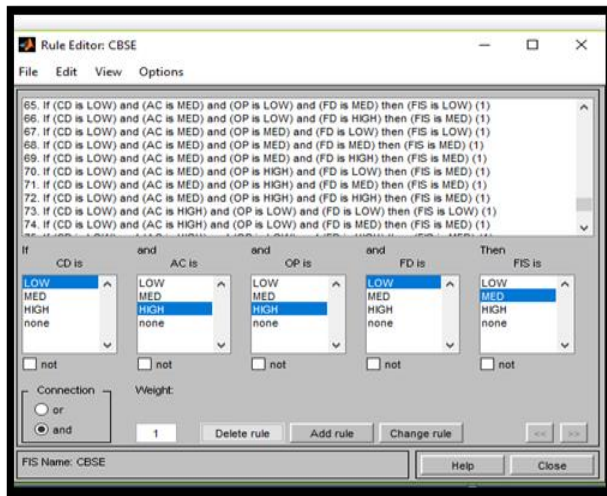 Rule Editor: CBSE
File Edit View Options
65. If (CD is LOW) and (AC is MED) and (OP is LOW) and (FD is MED) then (FIS is LOW) (1)
66. If (CD is LOW) and (AC is MED) and (OP is LOW) and (FD is HIGH) then (FIS is MED) (1)
67. If (CD is LOW) and (AC is MED) and (OP is MED) and (FD is LOW) then (FIS is LOW) (1)
68. If (CD is LOW) and (AC is MED) and (OP is MED) and (FD is MED) then (FIS is MED) (1)
69. If (CD is LOW) and (AC is MED) and (OP is MED) and (FD is HIGH) then (FIS is MED) (1)
70. If (CD is LOW) and (AC is MED) and (OP is HIGH) and (FD is LOW) then (FIS is MED) (1)
71. If (CD is LOW) and (AC is MED) and (OP is HIGH) and (FD is MED) then (FIS is MED) (1)
72. If (CD is LOW) and (AC is MED) and (OP is HIGH) and (FD is HIGH) then (FIS is MED) (1)
73. If (CD is LOW) and (AC is HIGH) and (OP is LOW) and (FD is LOW) then (FIS is LOW) (1)
74. If (CD is LOW) and (AC is HIGH) and (OP is LOW) and (FD is MED) then (FIS is MED) (1)
If and and and Then
CD is AC is OP is FD is FIS is
LOW LOW LOW LOW LOW
MED MED MED MED MED
HIGH HIGH HIGH HIGH HIGH
none none none none none
not not not not not
Connection Weight:
or
and 1 Delete rule Add rule Change rule << >>
FIS Name: CBSE Help Close